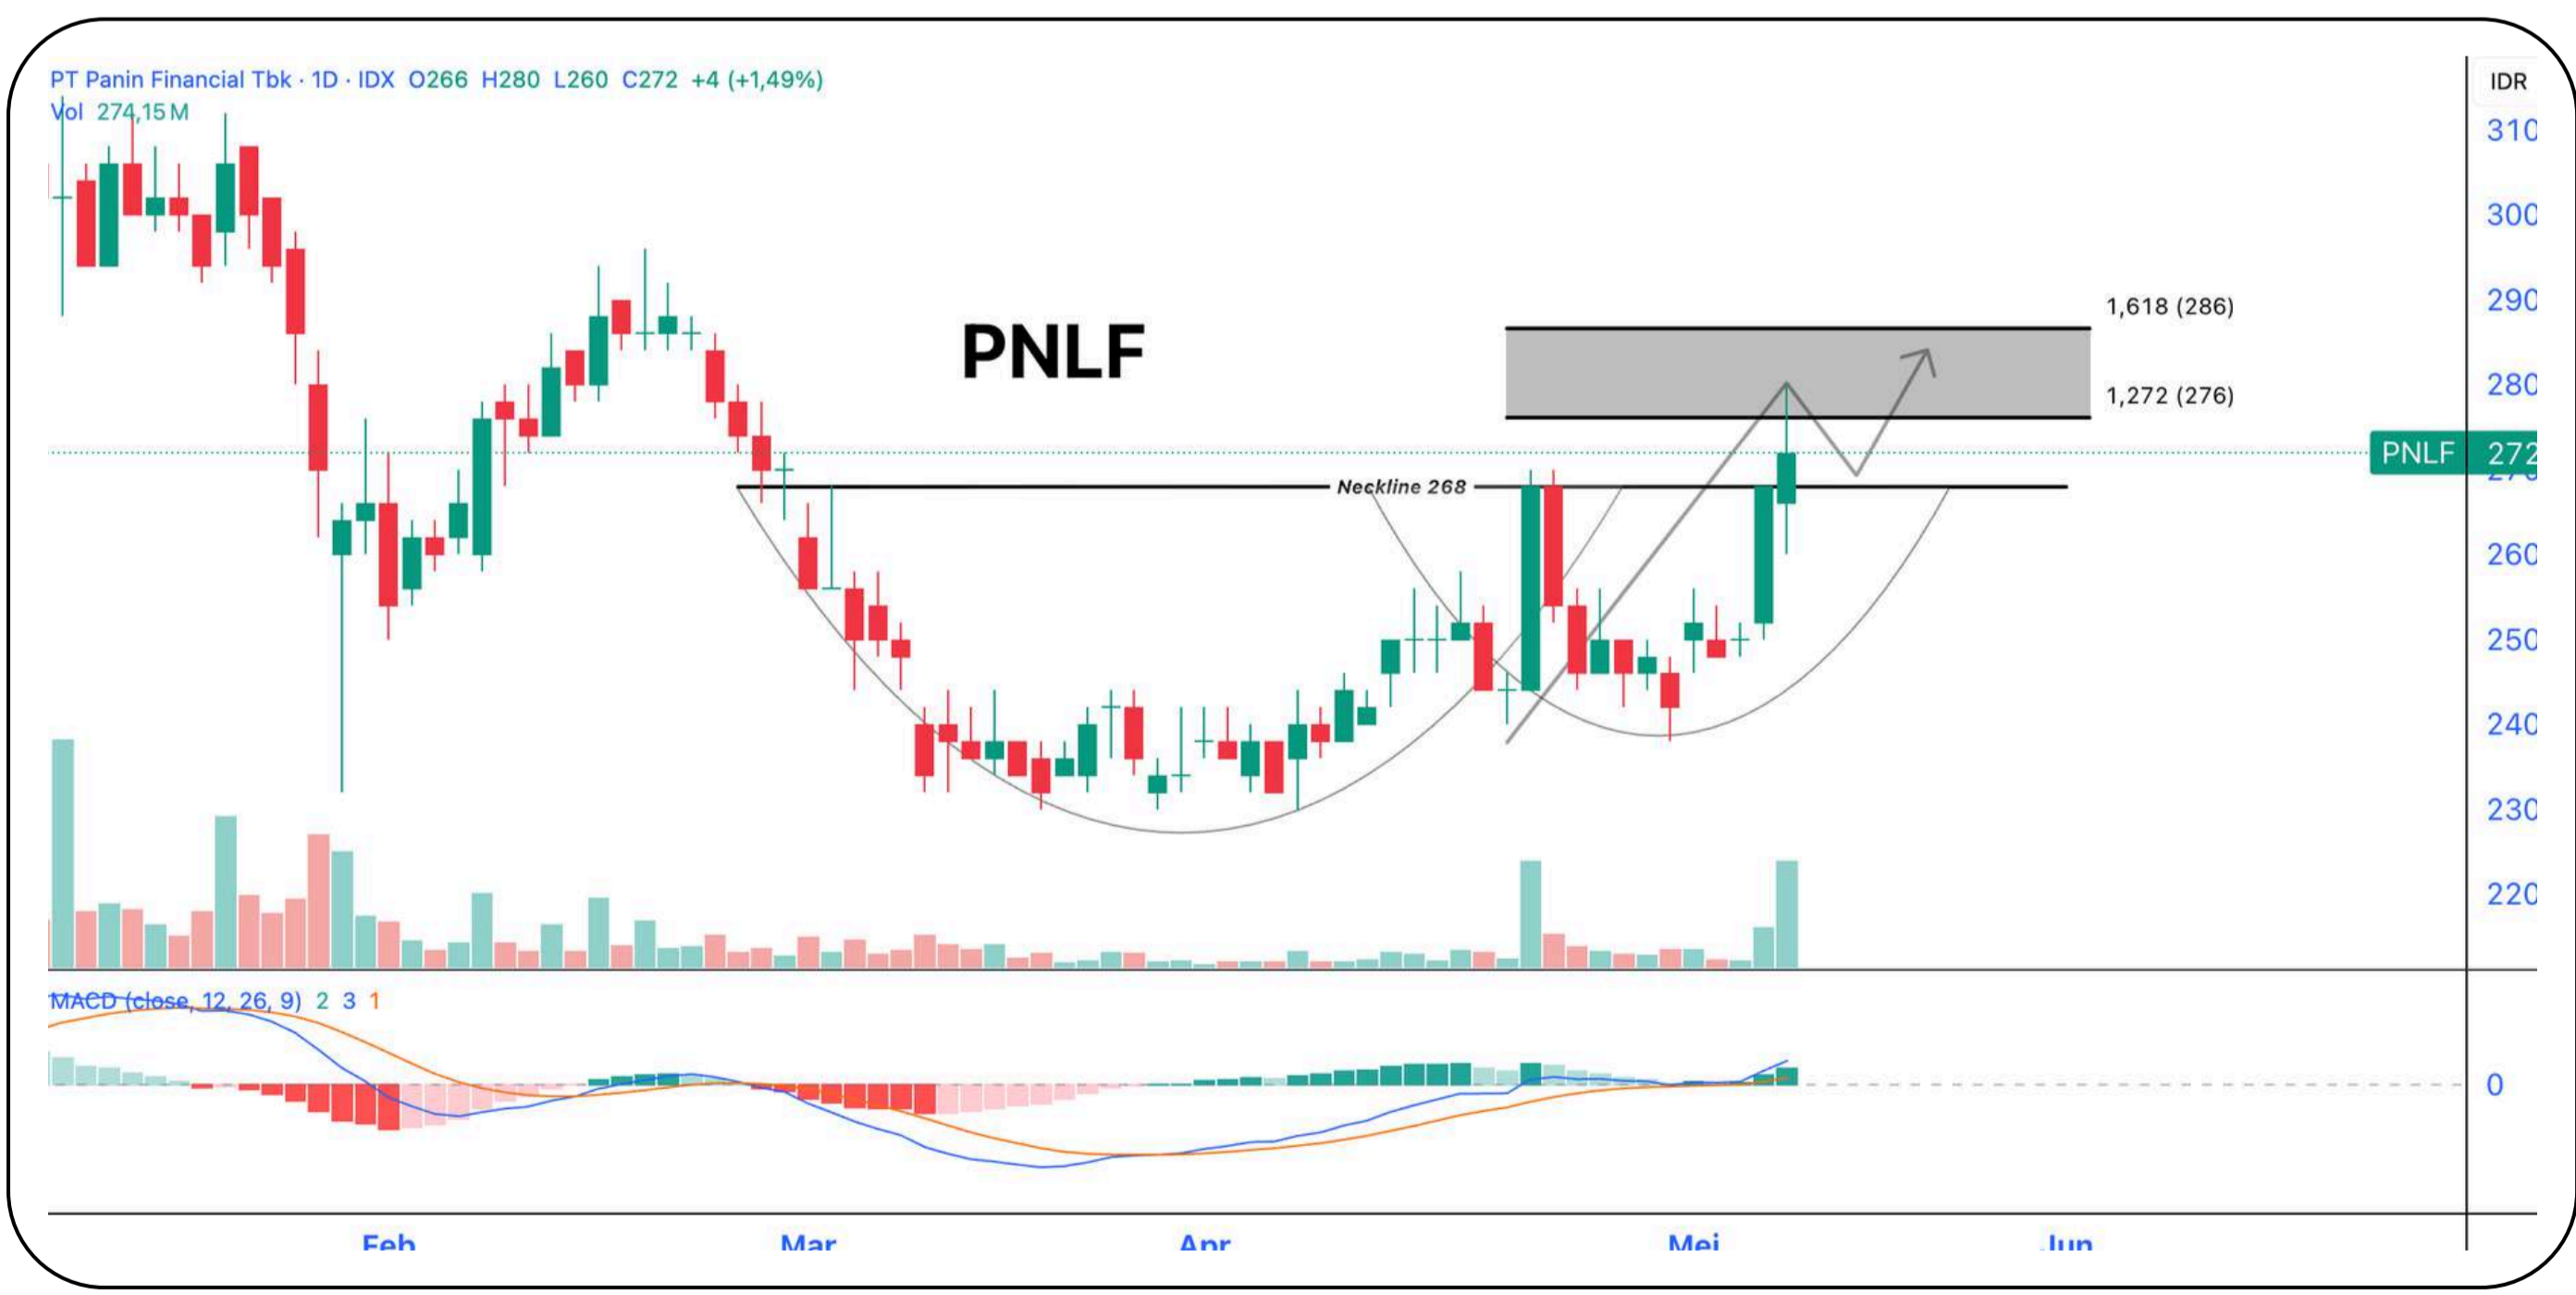 PT Panin Financial Tbk · 1D · IDX O266 H280 L260 C272 +4 (+1,49%)
Vol 274,15 M
IDR
310
300
290
280
270
260
250
240
230
220
PNLF
1,618 (286)
1,272 (276)
PNLF 272
Neckline 268
MACD (close, 12, 26, 9) 2 3 1
0
Feb Mar Apr Mei Jun